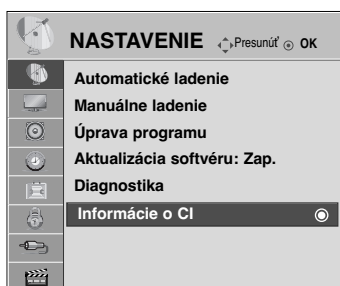 NASTAVENIE Presunúť OK
Automatické ladenie
Manuálne ladenie
Úprava programu
Aktualizácia softvéru: Zap.
Diagnostika
Informácie o CI